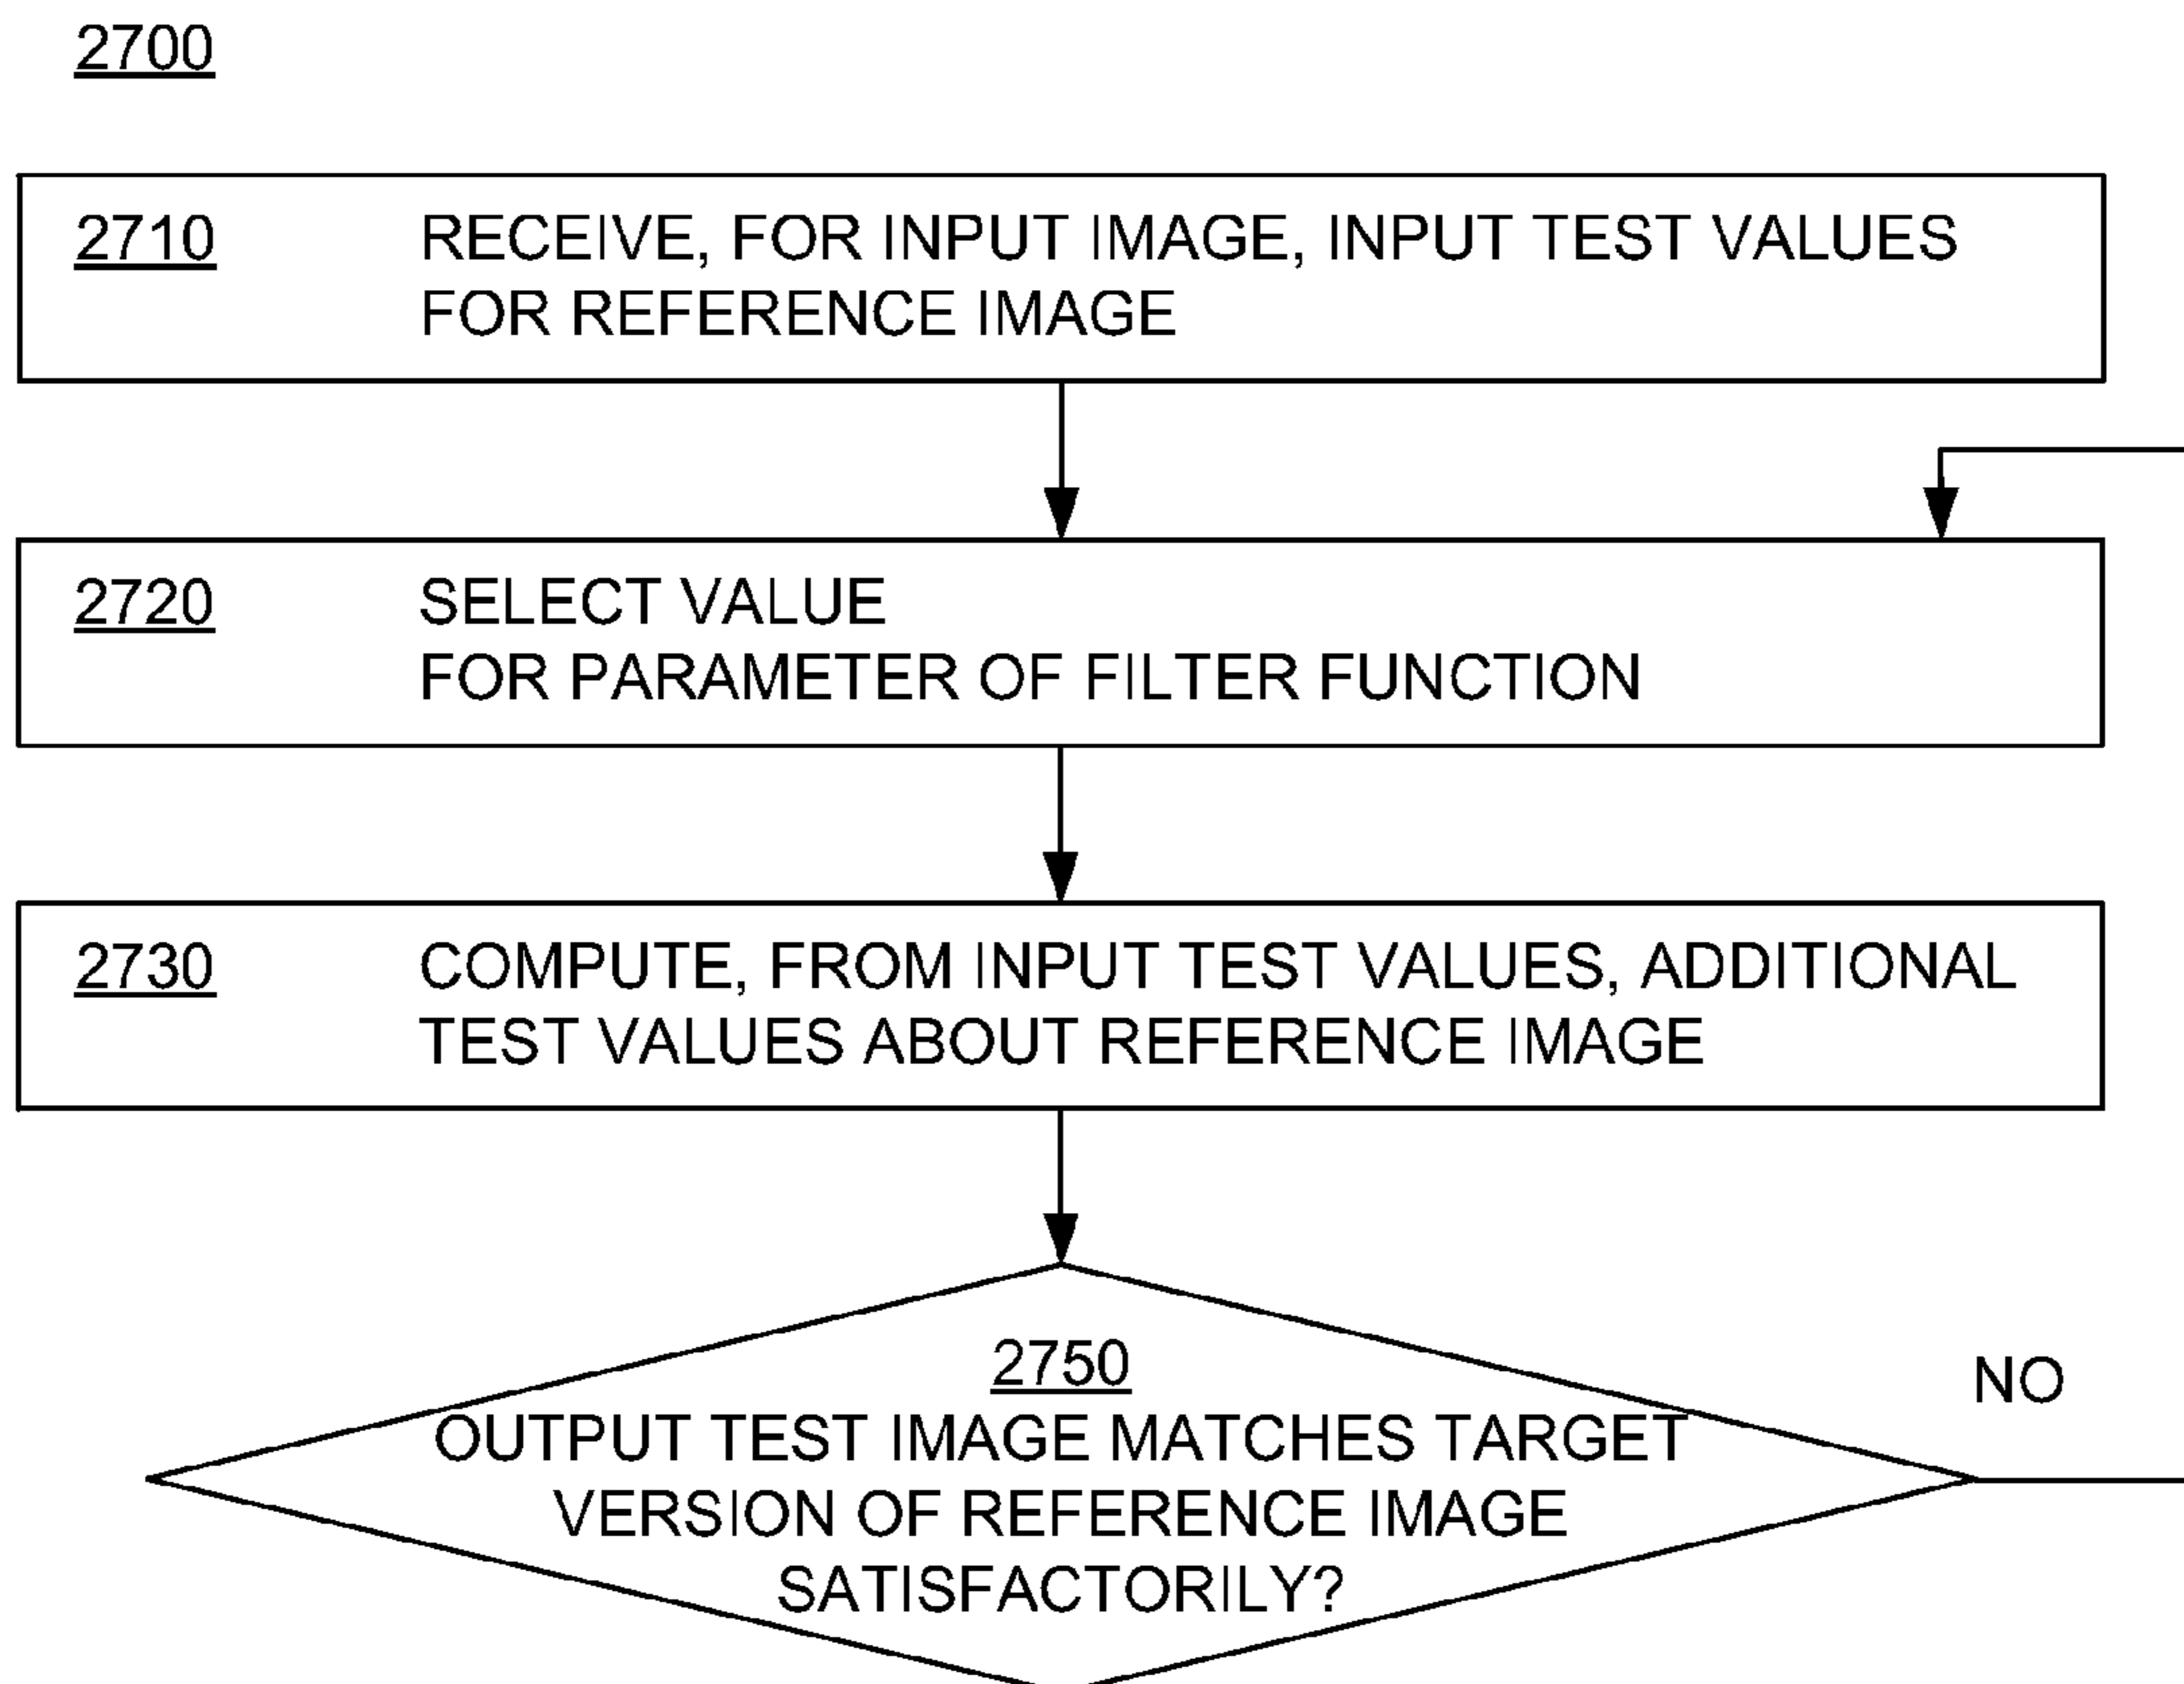 2700
2710 RECEIVE, FOR INPUT IMAGE, INPUT TEST VALUES
FOR REFERENCE IMAGE
2720 SELECT VALUE
FOR PARAMETER OF FILTER FUNCTION
2730 COMPUTE, FROM INPUT TEST VALUES, ADDITIONAL
TEST VALUES ABOUT REFERENCE IMAGE
2750
NO
OUTPUT TEST IMAGE MATCHES TARGET
VERSION OF REFERENCE IMAGE
SATISFACTORILY?